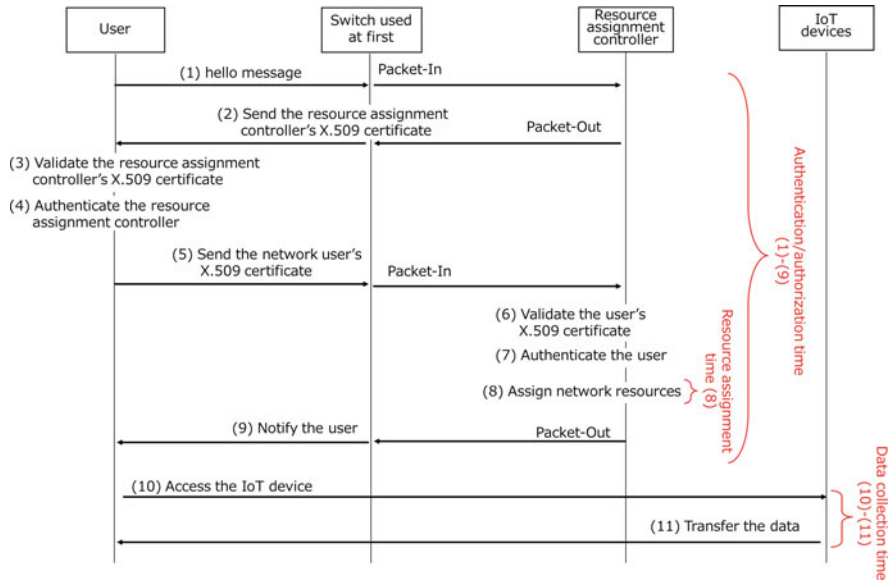 User
Switch used
at first
Resource
assignment
controller
IoT
devices
(1) hello message
Packet-In
(2) Send the resource assignment
controller's X.509 certificate
Packet-Out
(3) Validate the resource assignment
controller's X.509 certificate
(4) Authenticate the resource
assignment controller
(5) Send the network user's
X.509 certificate
Packet-In
(6) Validate the user's
X.509 certificate
(7) Authenticate the user
(8) Assign network resources
(9) Notify the user
Packet-Out
(10) Access the IoT device
(11) Transfer the data
Authentication/authorization time
(1)-(9)
Resource assignment
time (8)
Data collection time
(10)-(11)